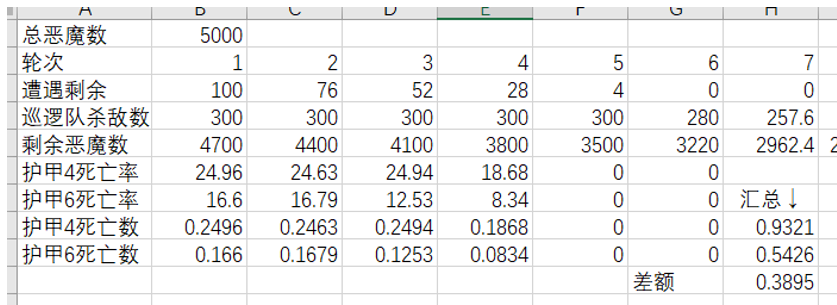 A B C D E F G H
总恶魔数 5000
轮次 1 2 3 4 5 6 7
遭遇剩余 100 76 52 28 4 0 0
巡逻队杀敌数 300 300 300 300 300 280 257.6
剩余恶魔数 4700 4400 4100 3800 3500 3220 2962.4 2
护甲4死亡率 24.96 24.63 24.94 18.68 0 0
护甲6死亡率 16.6 16.79 12.53 8.34 0 0 汇总↓
护甲4死亡数 0.2496 0.2463 0.2494 0.1868 0 0 0.9321
护甲6死亡数 0.166 0.1679 0.1253 0.0834 0 0 0.5426
差额 0.3895